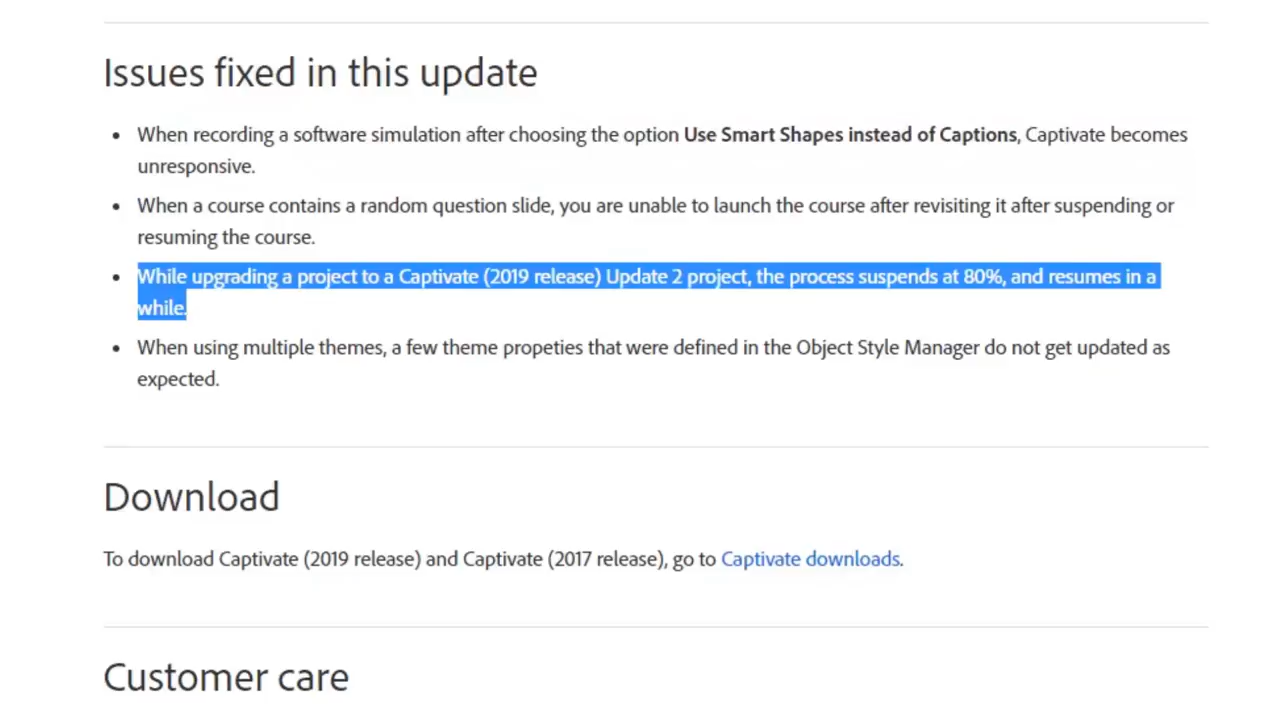 Issues fixed in this update
• When recording a software simulation after choosing the option Use Smart Shapes instead of Captions, Captivate becomes
unresponsive.
• When a course contains a random question slide, you are unable to launch the course after revisiting it after suspending or
resuming the course.
• While upgrading a project to a Captivate (2019 release) Update 2 project, the process suspends at 80%, and resumes in a
while.
• When using multiple themes, a few theme propeties that were defined in the Object Style Manager do not get updated as
expected.
Download
To download Captivate (2019 release) and Captivate (2017 release), go to Captivate downloads.
Customer care